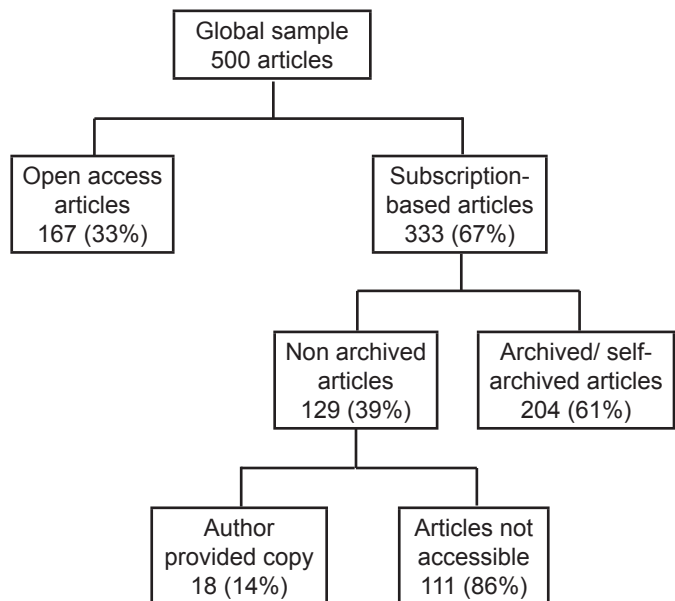 Global sample
500 articles
Open access
articles
167 (33%)
Subscription-
based articles
333 (67%)
Non archived
articles
129 (39%)
Archived/ self-
archived articles
204 (61%)
Author
provided copy
18 (14%)
Articles not
accessible
111 (86%)